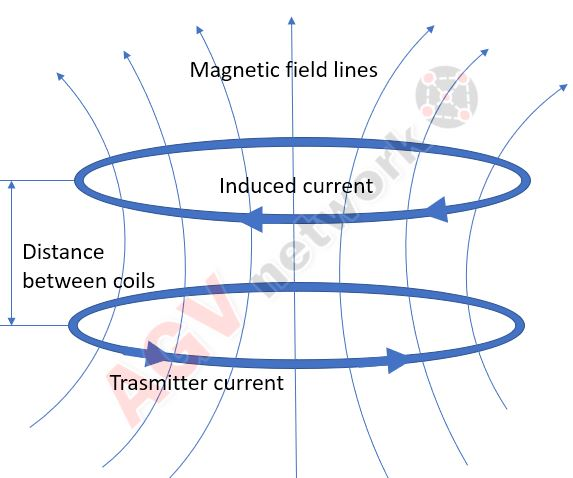 Magnetic field lines
Induced current
Distance
between coils
Trasmitter current
AGV network